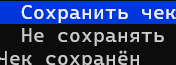 Сохранить чек
Не сохранять
Чек сохранён